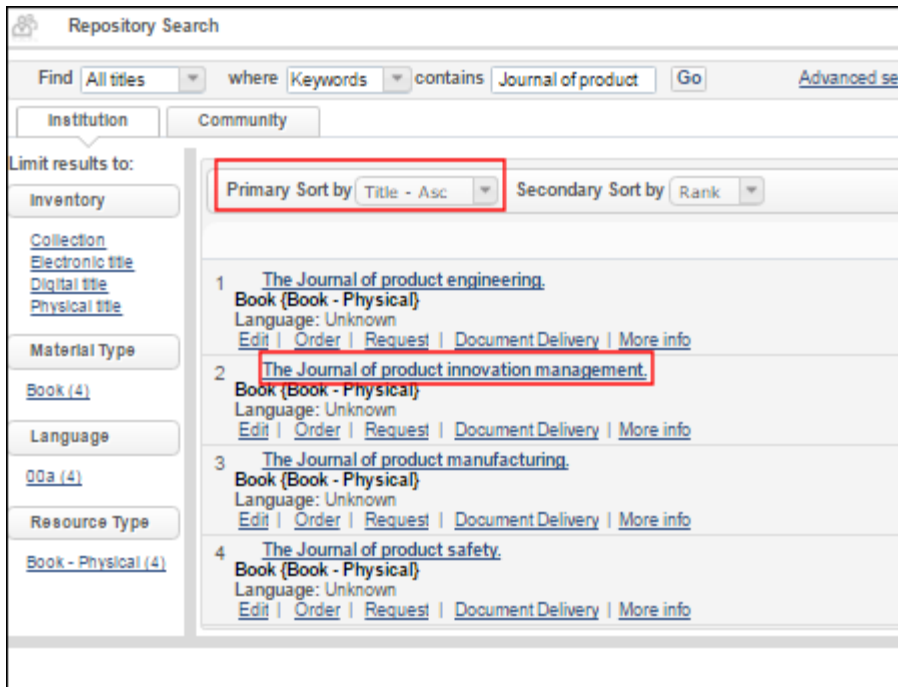 Repository Search
Find All titles where Keywords contains Journal of product Go Advanced se
Institution Community
Limit results to:
Inventory
Collection
Electronic title
Digital title
Physical title
Material Type
Book (4)
Language
00a (4)
Resource Type
Book - Physical (4)
Primary Sort by Title - Asc Secondary Sort by Rank
1 The Journal of product engineering.
Book {Book - Physical}
Language: Unknown
Edit | Order | Request | Document Delivery | More info
2 The Journal of product innovation management.
Book {Book - Physical}
Language: Unknown
Edit | Order | Request | Document Delivery | More info
3 The Journal of product manufacturing.
Book {Book - Physical}
Language: Unknown
Edit | Order | Request | Document Delivery | More info
4 The Journal of product safety.
Book {Book - Physical}
Language: Unknown
Edit | Order | Request | Document Delivery | More info